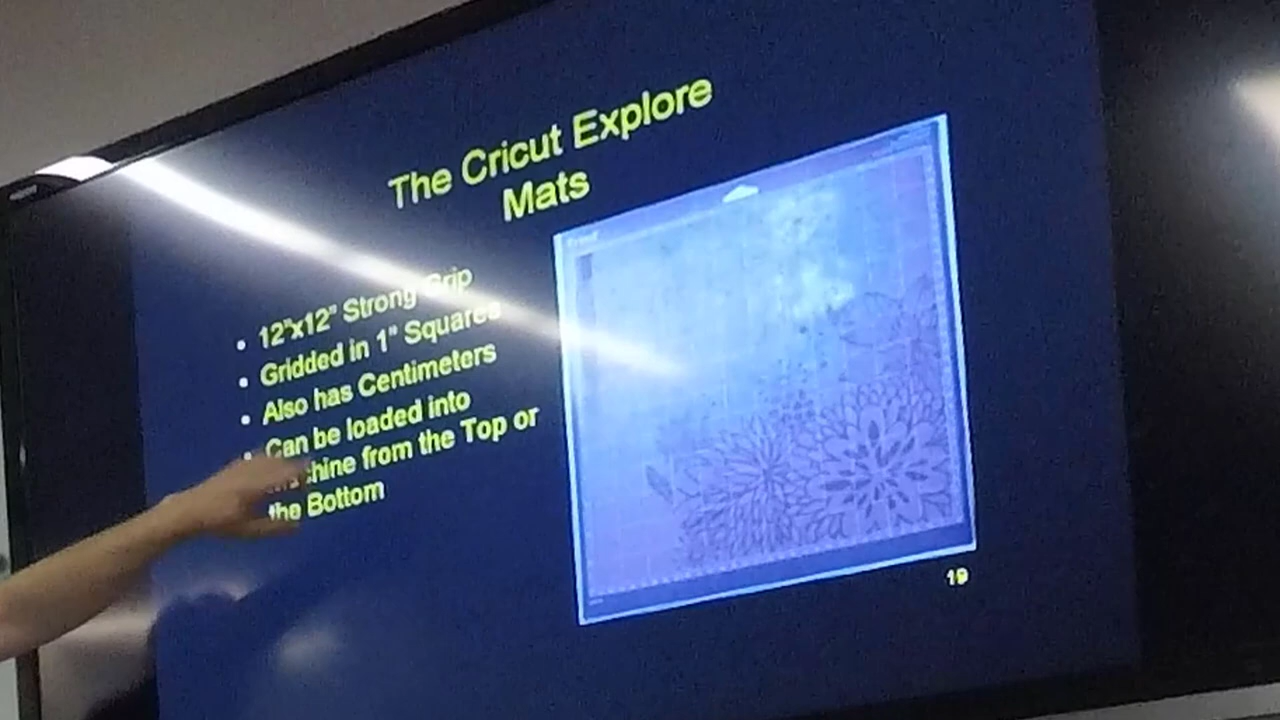 The Cricut Explore
Mats
• 12"x12" Strong Grip
• Gridded in 1" Squares
• Also has Centimeters
• Can be loaded into
from the Top or
the Bottom
19